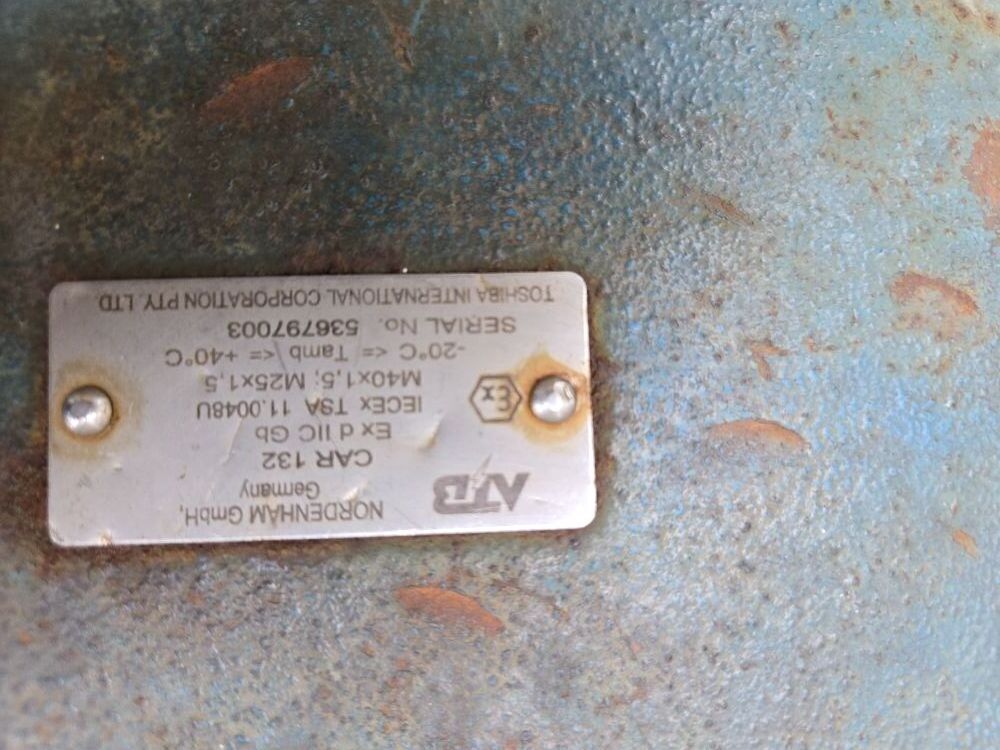 ATB NORDENHAM GmbH,
Germany
CAR 132
Ex d IIC Gb
Ex IECEx TSA 11.0048U
M40x1,5; M25x1,5
-20°C <= Tamb <= +40°C
SERIAL No. 536797003
TOSHIBA INTERNATIONAL CORPORATION PTY. LTD